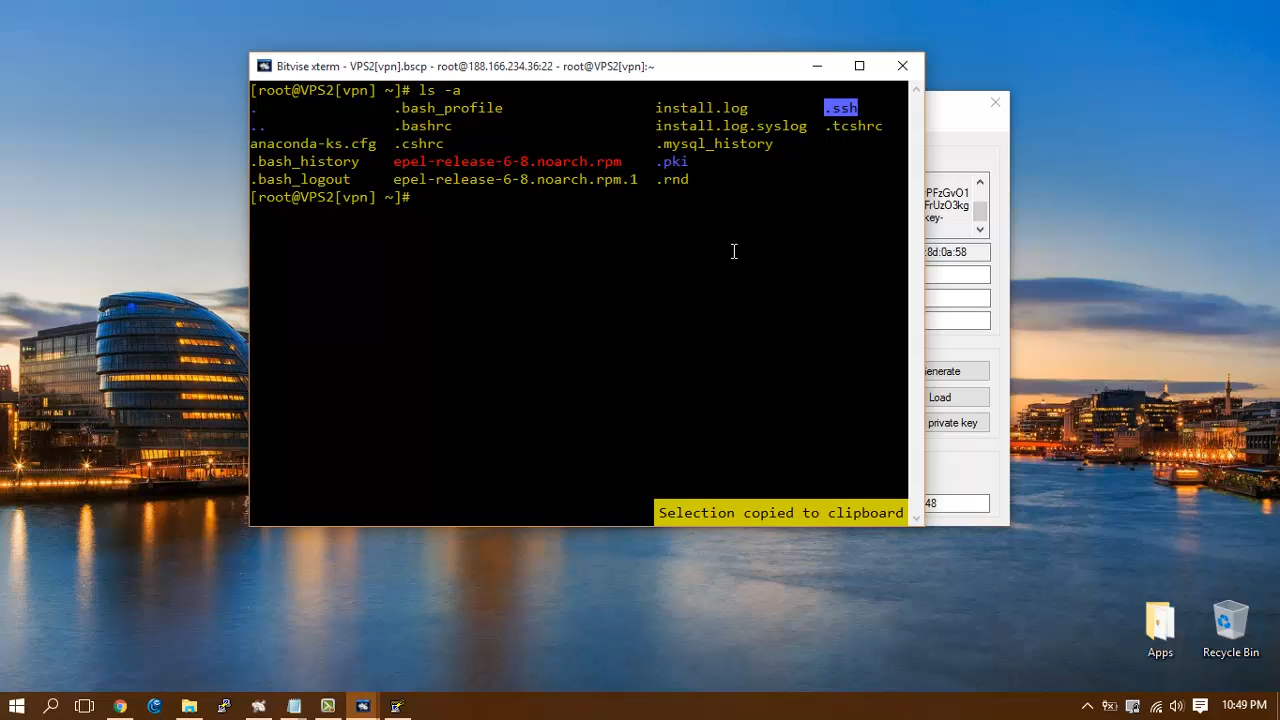 Bitvise xterm - VPS2[vpn].bscp - root@188.166.234.36:22 - root@VPS2[vpn]:~
[root@VPS2[vpn] ~]# ls -a
. .bash_profile install.log .ssh
.. .bashrc install.log.syslog .tcshrc
anaconda-ks.cfg .cshrc .mysql_history
.bash_history epel-release-6-8.noarch.rpm .pki
.bash_logout epel-release-6-8.noarch.rpm.1 .rnd
[root@VPS2[vpn] ~]#
Selection copied to clipboard
PFzGvO1
FrUzO3kg
key-
:8d:0a:58
Generate
Load
private key
48
Apps
Recycle Bin
10:49 PM